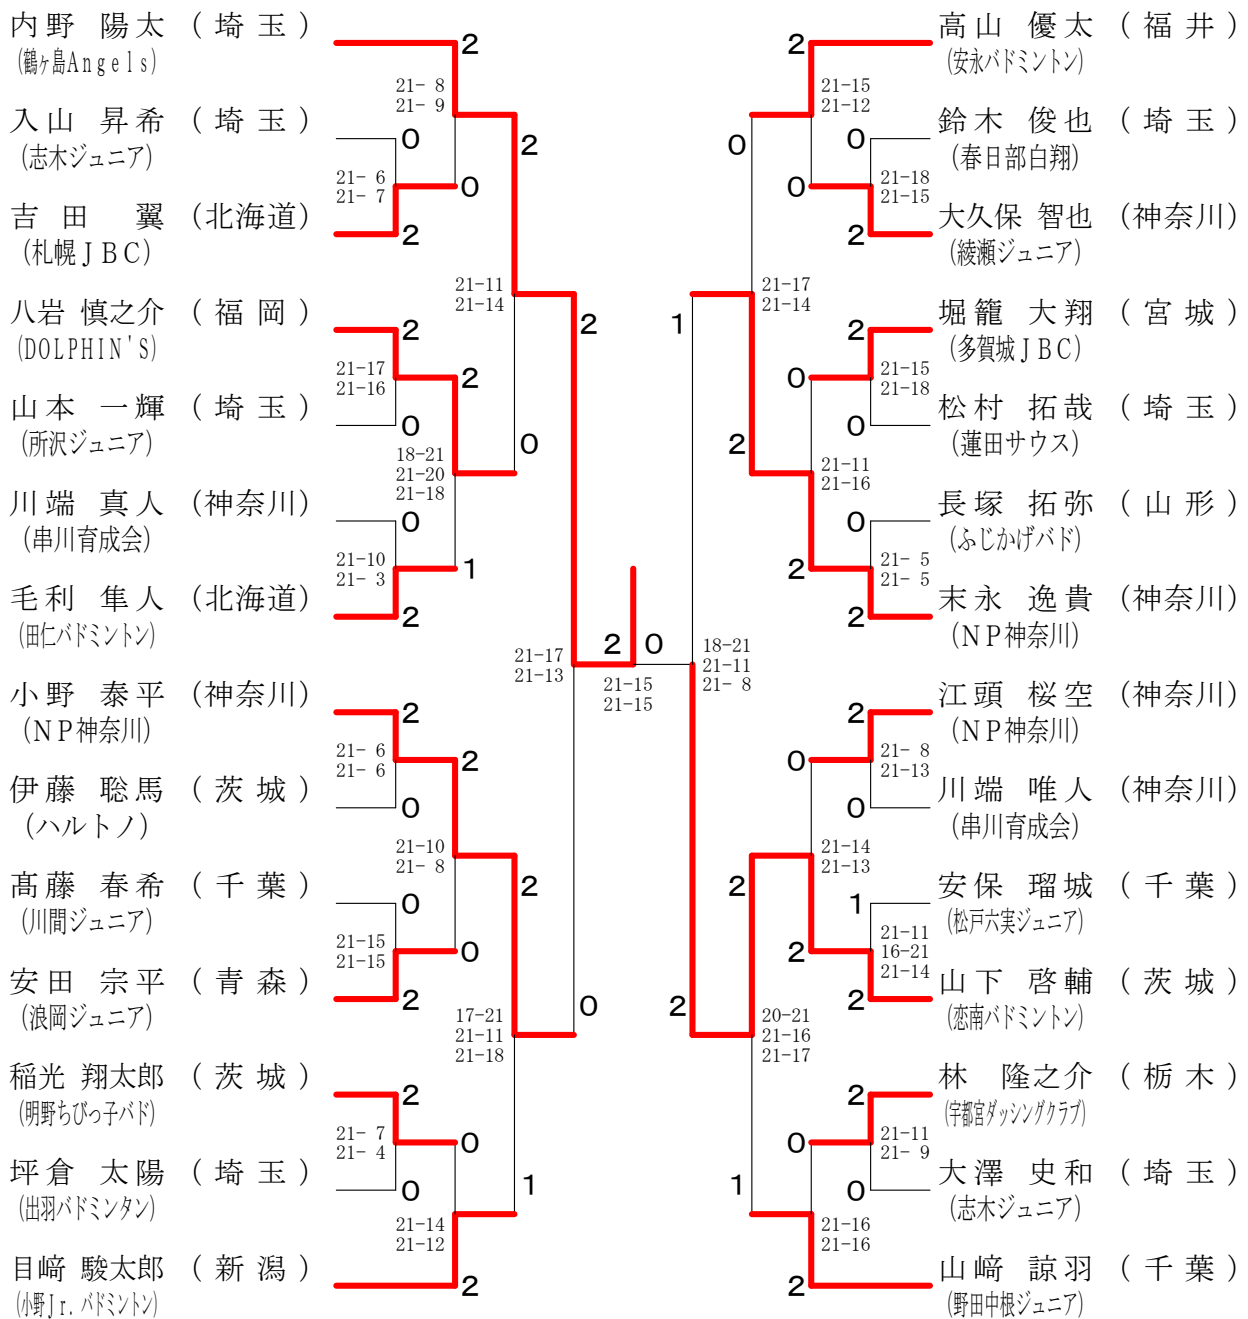 内野 陽太 (埼玉)
(鶴ヶ島Angels)
入山 昇希 (埼玉)
(志木ジュニア)
吉田 翼 (北海道)
(札幌JBC)
八岩 慎之介 (福岡)
(DOLPHIN'S)
山本 一輝 (埼玉)
(所沢ジュニア)
川端 真人 (神奈川)
(串川育成会)
毛利 隼人 (北海道)
(田仁バドミントン)
小野 泰平 (神奈川)
(NP神奈川)
伊藤 聡馬 (茨城)
(ハルトノ)
髙藤 春希 (千葉)
(川間ジュニア)
安田 宗平 (青森)
(浪岡ジュニア)
稲光 翔太郎 (茨城)
(明野ちびっ子バド)
坪倉 太陽 (埼玉)
(出羽バドミンタン)
目﨑 駿太郎 (新潟)
(小野Jr.バドミントン)
2
21- 8
21- 9
0
21- 6
21- 7
0
2
2
21-11
21-14
2
21-17
21-16
2
0
0
18-21
21-20
21-18
0
21-10
21- 3
1
2
2
21-17
21-13
2
21- 6
21- 6
2
0
21-10
21- 8
2
0
21-15
21-15
0
2
17-21
21-11
21-18
0
2
21- 7
21- 4
0
0
1
21-14
21-12
2
2 0
21-15
21-15
高山 優太 (福井)
(安永バドミントン)
鈴木 俊也 (埼玉)
(春日部白翔)
大久保 智也 (神奈川)
(綾瀬ジュニア)
堀籠 大翔 (宮城)
(多賀城JBC)
松村 拓哉 (埼玉)
(蓮田サウス)
長塚 拓弥 (山形)
(ふじかげバド)
末永 逸貴 (神奈川)
(NP神奈川)
江頭 桜空 (神奈川)
(NP神奈川)
川端 唯人 (神奈川)
(串川育成会)
安保 瑠城 (千葉)
(松戸六実ジュニア)
山下 啓輔 (茨城)
(恋南バドミントン)
林 隆之介 (栃木)
(宇都宮ダッシングクラブ)
大澤 史和 (埼玉)
(志木ジュニア)
山﨑 諒羽 (千葉)
(野田中根ジュニア)
2
21-15
21-12
0
0
21-18
21-15
0
2
21-17
21-14
1
2
21-15
21-18
0
0
2
21-11
21-16
0
21- 5
21- 5
2
2
18-21
21-11
21- 8
2
21- 8
21-13
0
0
21-14
21-13
2
1
21-11
16-21
21-14
2
2
2
20-21
21-16
21-17
2
21-11
21- 9
0
0
1
21-16
21-16
2